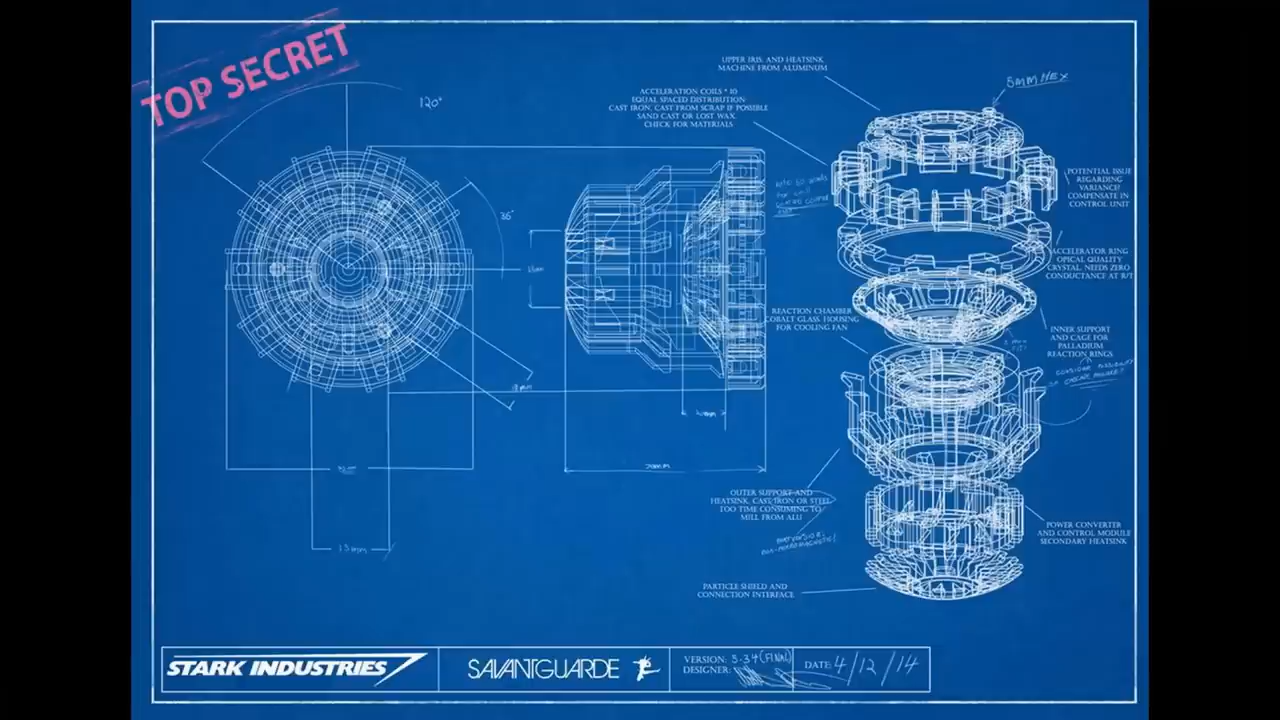 TOP SECRET
120°
36°
UPPER IRIS, AND HEATSINK
MACHINE FROM ALUMINUM
5MM HEX
ACCELERATION COILS * 10
EQUAL SPACED DISTRIBUTION
CAST IRON, CAST FROM SCRAP IF POSSIBLE
SAND CAST OR LOST WAX.
CHECK FOR MATERIALS
POTENTIAL ISSUE
REGARDING
VARIANCE/
COMPENSATE IN
CONTROL UNIT
ACCELERATOR RING
OPICAL QUALITY
CRYSTAL. NEEDS ZERO
CONDUCTANCE AT R/T
REACTION CHAMBER
COBALT GLASS. HOUSING
FOR COOLING FAN
INNER SUPPORT
AND CAGE FOR
PALLADIUM
REACTION RINGS
OUTER SUPPORT AND
HEATSINK, CAST IRON OR STEEL
TOO TIME CONSUMING TO
MILL FROM ALU
POWER CONVERTER
AND CONTROL MODULE
SECONDARY HEATSINK
PARTICLE SHIELD AND
CONNECTION INTERFACE
STARK INDUSTRIES
SAVANTGUARDE
VERSION: 3.34 (FINAL)
DESIGNER:
DATE: 4/12/14